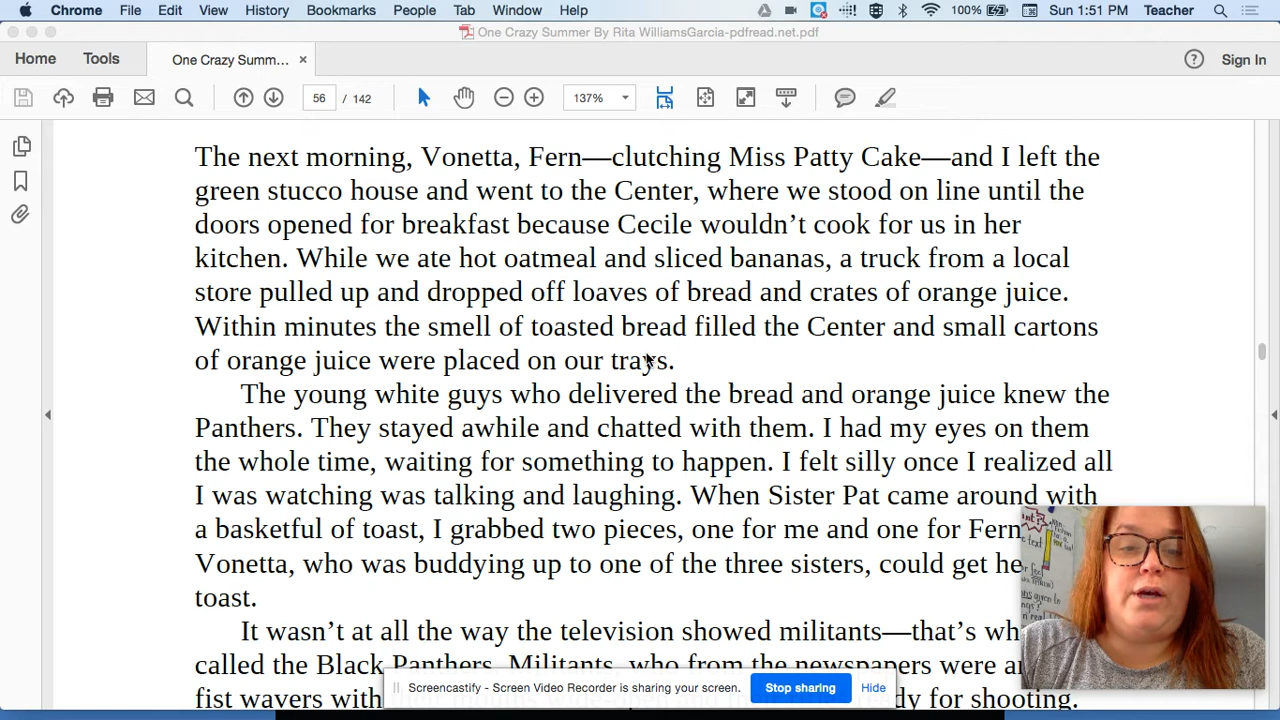 Chrome File Edit View History Bookmarks People Tab Window Help 100% Sun 1:51 PM Teacher
One Crazy Summer By Rita WilliamsGarcia-pdfread.net.pdf
Home Tools One Crazy Summ... × ? Sign In
56 / 142 137%
The next morning, Vonetta, Fern—clutching Miss Patty Cake—and I left the
green stucco house and went to the Center, where we stood on line until the
doors opened for breakfast because Cecile wouldn’t cook for us in her
kitchen. While we ate hot oatmeal and sliced bananas, a truck from a local
store pulled up and dropped off loaves of bread and crates of orange juice.
Within minutes the smell of toasted bread filled the Center and small cartons
of orange juice were placed on our trays.
The young white guys who delivered the bread and orange juice knew the
Panthers. They stayed awhile and chatted with them. I had my eyes on them
the whole time, waiting for something to happen. I felt silly once I realized all
I was watching was talking and laughing. When Sister Pat came around with
a basketful of toast, I grabbed two pieces, one for me and one for Fern
Vonetta, who was buddying up to one of the three sisters, could get he
toast.
It wasn’t at all the way the television showed militants—that’s wh
called the Black Panthers. Militants, who from the newspapers were a
fist wavers with
dy for shooting.
Screencastify - Screen Video Recorder is sharing your screen. Stop sharing Hide